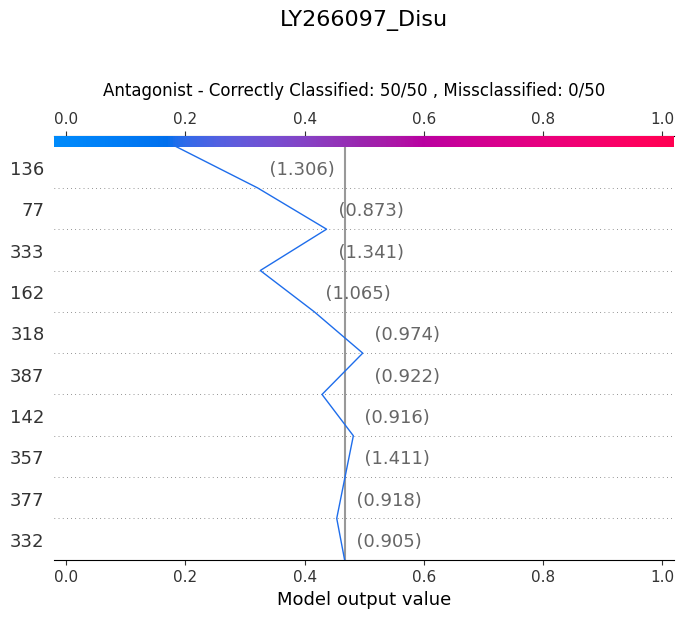 LY266097_Disu
Antagonist - Correctly Classified: 50/50 , Missclassified: 0/50
0.0 0.2 0.4 0.6 0.8 1.0
136 (1.306)
77 (0.873)
333 (1.341)
162 (1.065)
318 (0.974)
387 (0.922)
142 (0.916)
357 (1.411)
377 (0.918)
332 (0.905)
0.0 0.2 0.4 0.6 0.8 1.0
Model output value